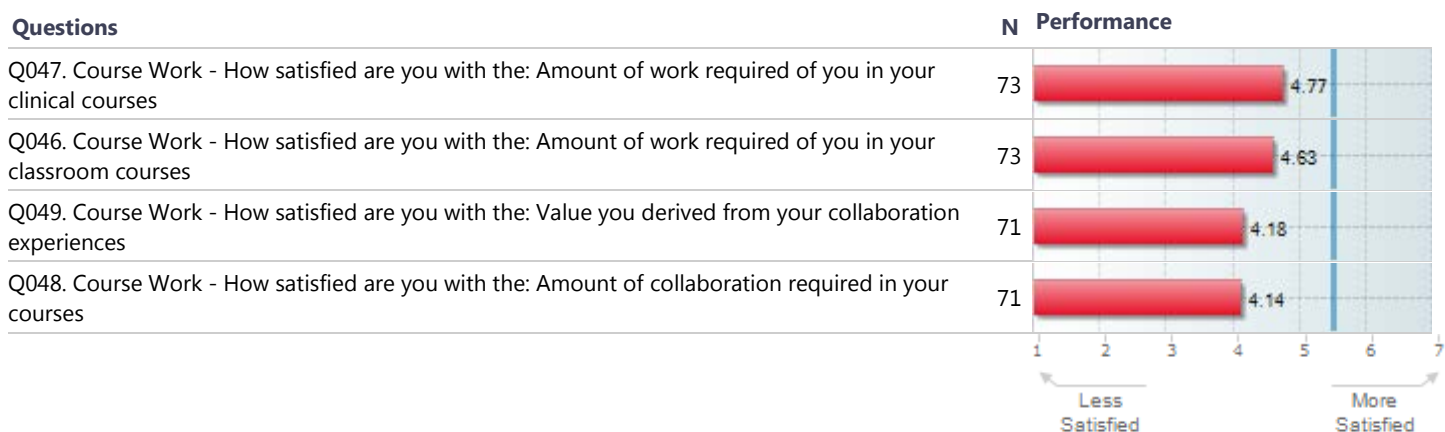 Questions N Performance
Q047. Course Work - How satisfied are you with the: Amount of work required of you in your
clinical courses
73
4.77
Q046. Course Work - How satisfied are you with the: Amount of work required of you in your
classroom courses
73
4.63
Q049. Course Work - How satisfied are you with the: Value you derived from your collaboration
experiences
71
4.18
Q048. Course Work - How satisfied are you with the: Amount of collaboration required in your
courses
71
4.14
1 2 3 4 5 6 7
Less
Satisfied
More
Satisfied